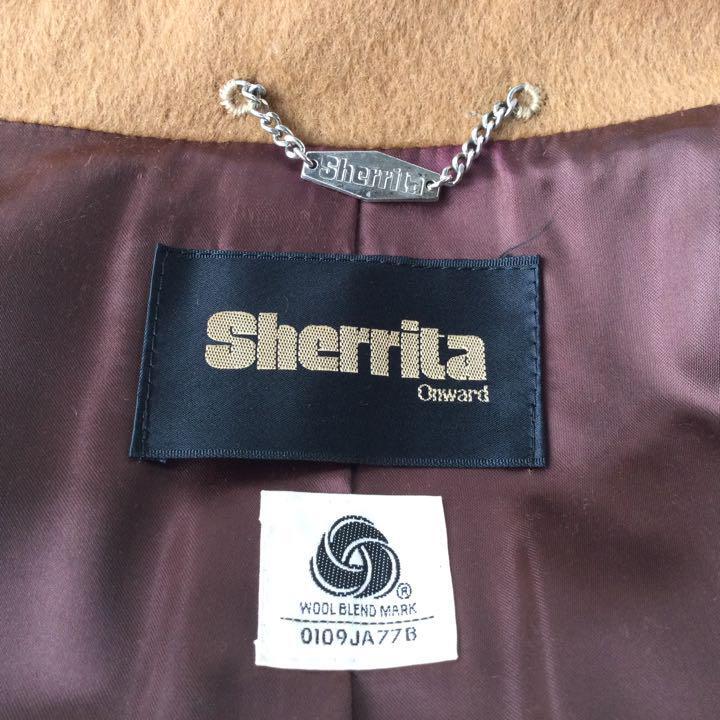 Sherrita
Sherrita
Onward
®
WOOL BLEND MARK
0109JA77B